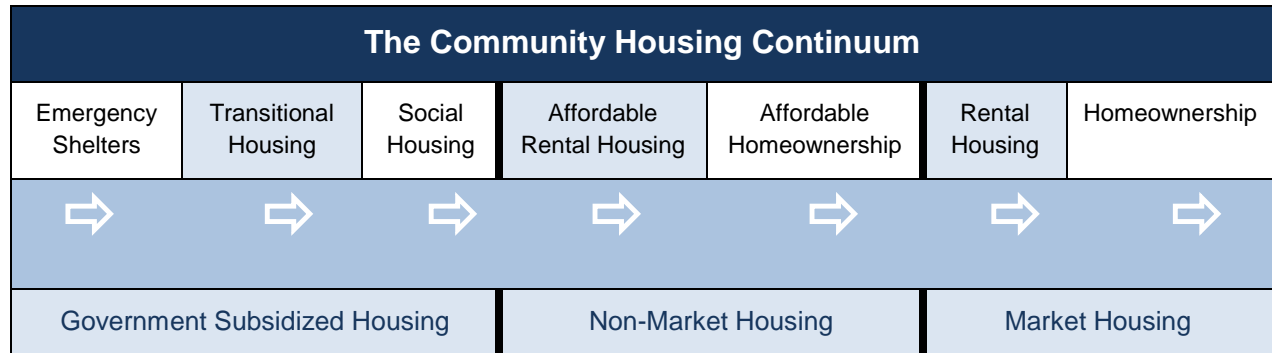 The Community Housing Continuum
Emergency
Shelters
Transitional
Housing
Social
Housing
Affordable
Rental Housing
Affordable
Homeownership
Rental
Housing
Homeownership
Government Subsidized Housing
Non-Market Housing
Market Housing